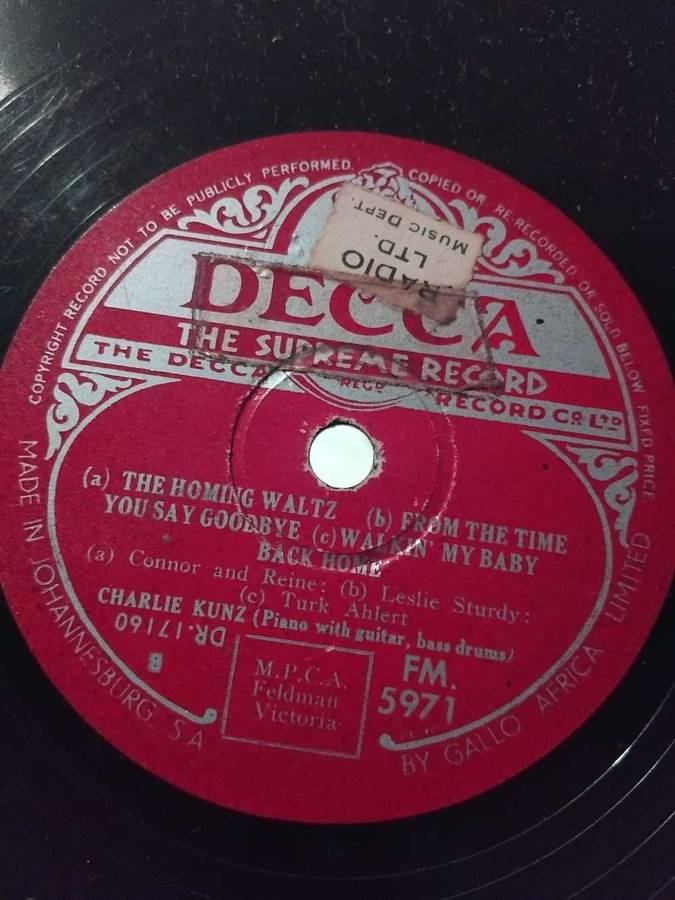 COPYRIGHT RECORD NOT TO BE PUBLICLY PERFORMED. COPIED OR RE-RECORDED OR SOLD BELOW FIXED PRICE
RADIO
LTD.
MUSIC DEPT.
DECCA
THE SUPREME RECORD
THE DECCA RECORD CO LTD
REGD
(a) THE HOMING WALTZ (b) FROM THE TIME
YOU SAY GOODBYE (c) WALKIN' MY BABY
BACK HOME
(a) Connor and Reine: (b) Leslie Sturdy:
(c) Turk Ahlert
CHARLIE KUNZ (Piano with guitar, bass drums)
DR.17160
B
M.P.C.A.
Feldman
Victoria
FM.
5971
MADE IN JOHANNESBURG S A
BY GALLO AFRICA LIMITED